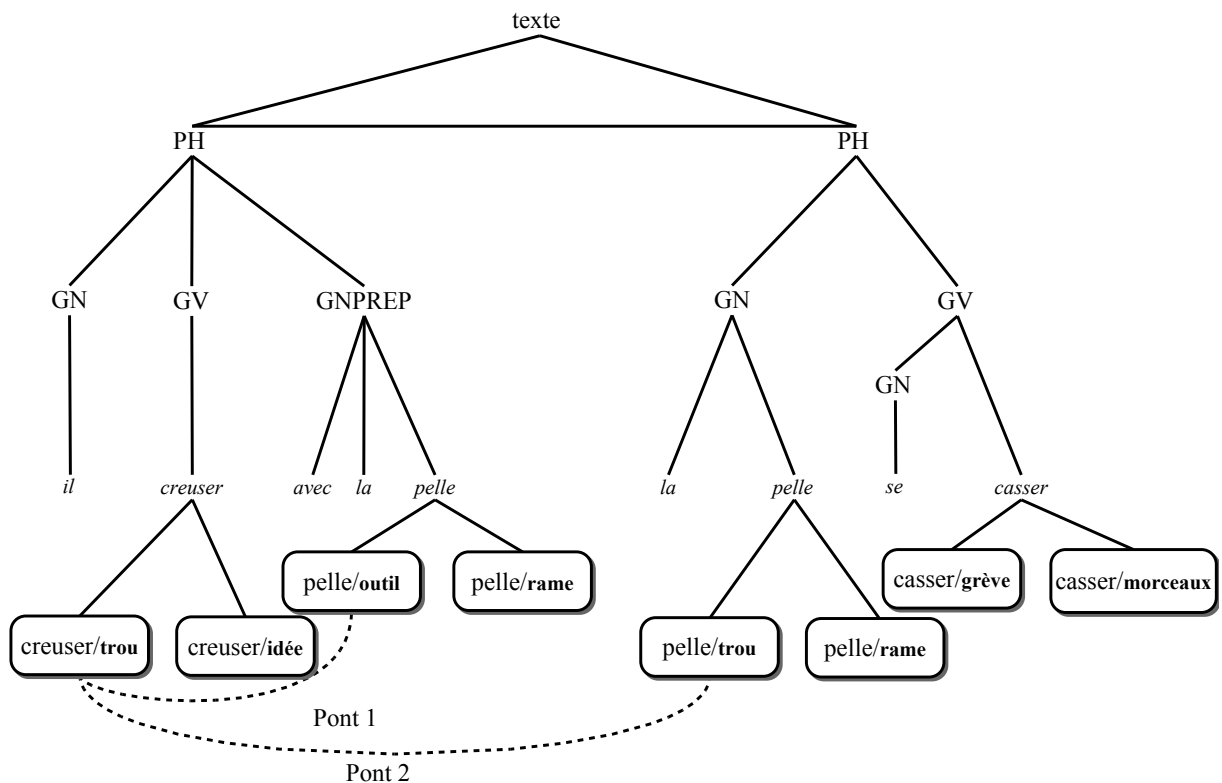 texte
PH PH
GN GV GNPREP GN GV
GN
il creuser avec la pelle la pelle se casser
pelle/outil pelle/rame casser/grève casser/morceaux
creuser/trou creuser/idée pelle/trou pelle/rame
Pont 1
Pont 2